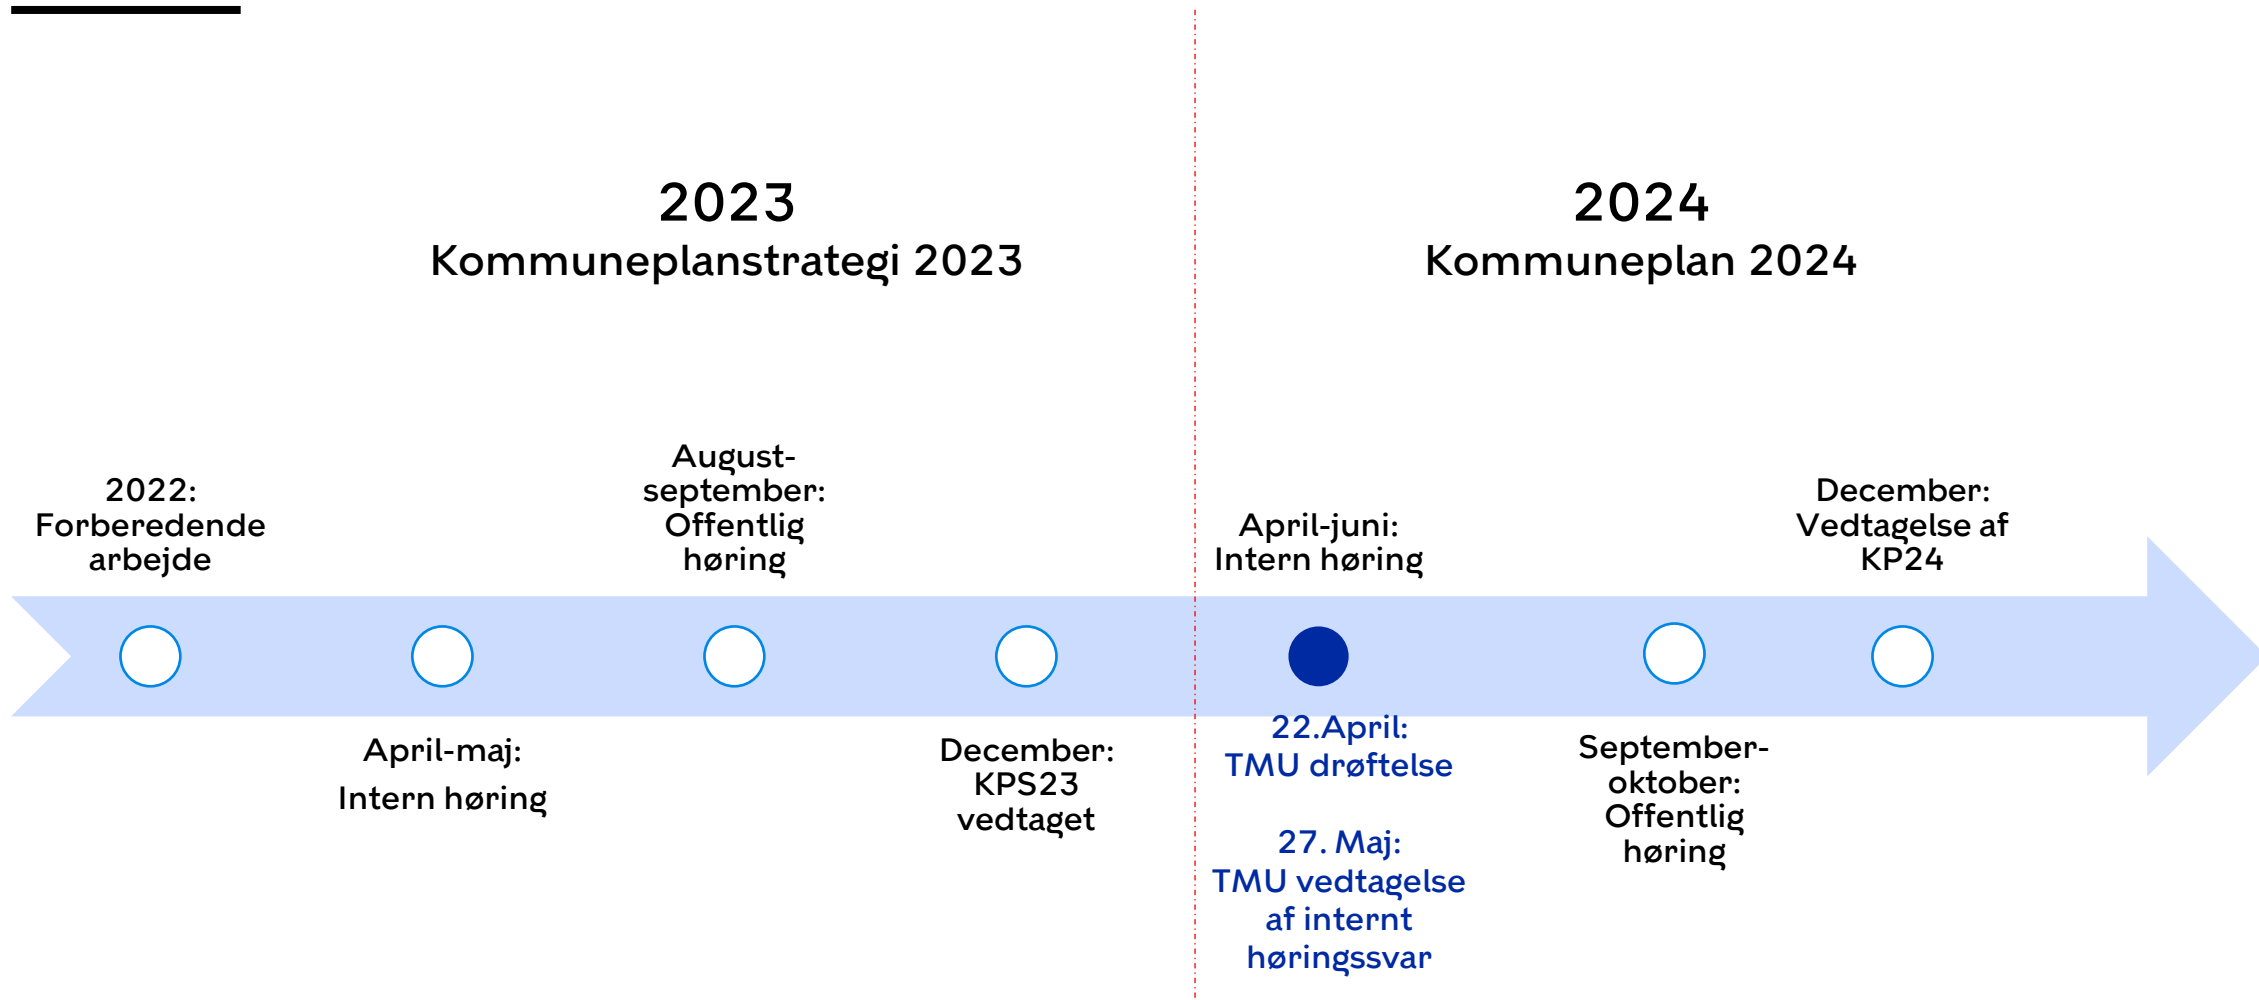 2023
Kommuneplanstrategi 2023
2024
Kommuneplan 2024
2022:
Forberedende
arbejde
April-maj:
Intern høring
August-
september:
Offentlig
høring
December:
KPS23
vedtaget
April-juni:
Intern høring
22.April:
TMU drøftelse
27. Maj:
TMU vedtagelse
af internt
høringssvar
September-
oktober:
Offentlig
høring
December:
Vedtagelse af
KP24